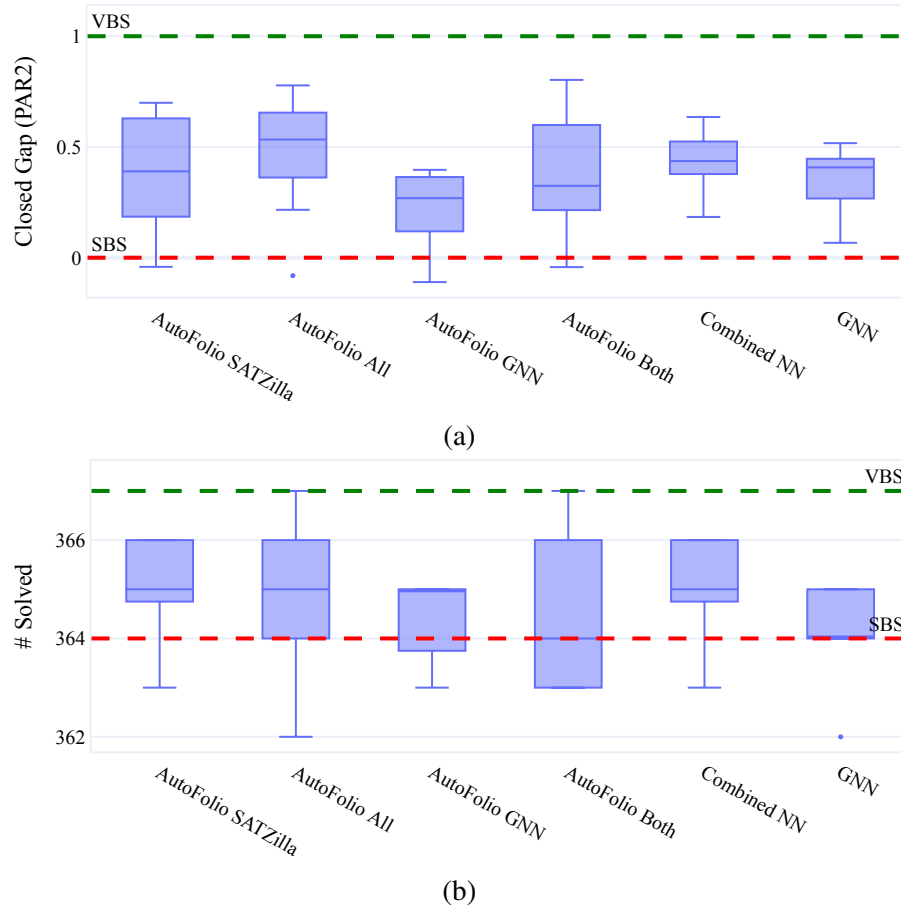 VBS
1
Closed Gap (PAR2)
0.5
SBS
0
AutoFolio SATZilla
AutoFolio All
AutoFolio GNN
AutoFolio Both
Combined NN
GNN
(a)
VBS
# Solved
366
364
SBS
362
AutoFolio SATZilla
AutoFolio All
AutoFolio GNN
AutoFolio Both
Combined NN
GNN
(b)